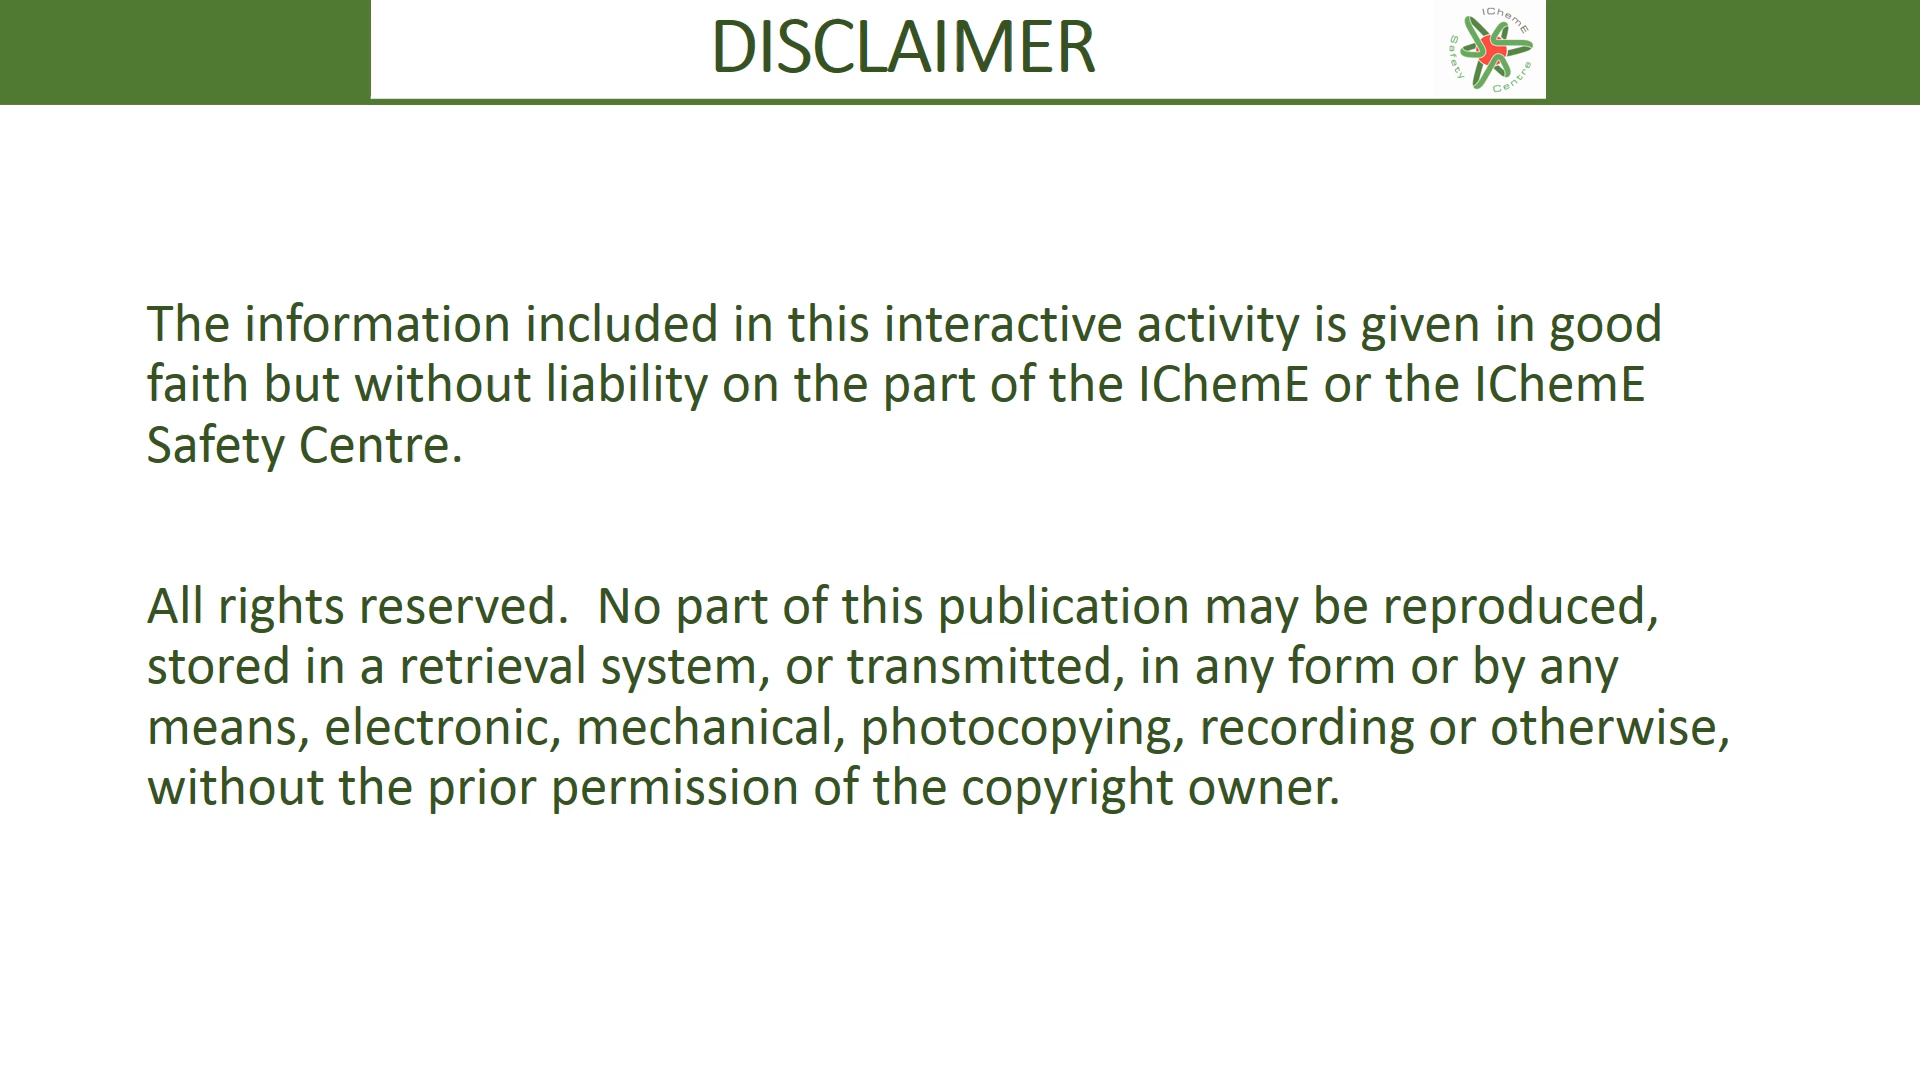 DISCLAIMER
IChemE
Safety
Centre
The information included in this interactive activity is given in good
faith but without liability on the part of the IChemE or the IChemE
Safety Centre.
All rights reserved.  No part of this publication may be reproduced,
stored in a retrieval system, or transmitted, in any form or by any
means, electronic, mechanical, photocopying, recording or otherwise,
without the prior permission of the copyright owner.